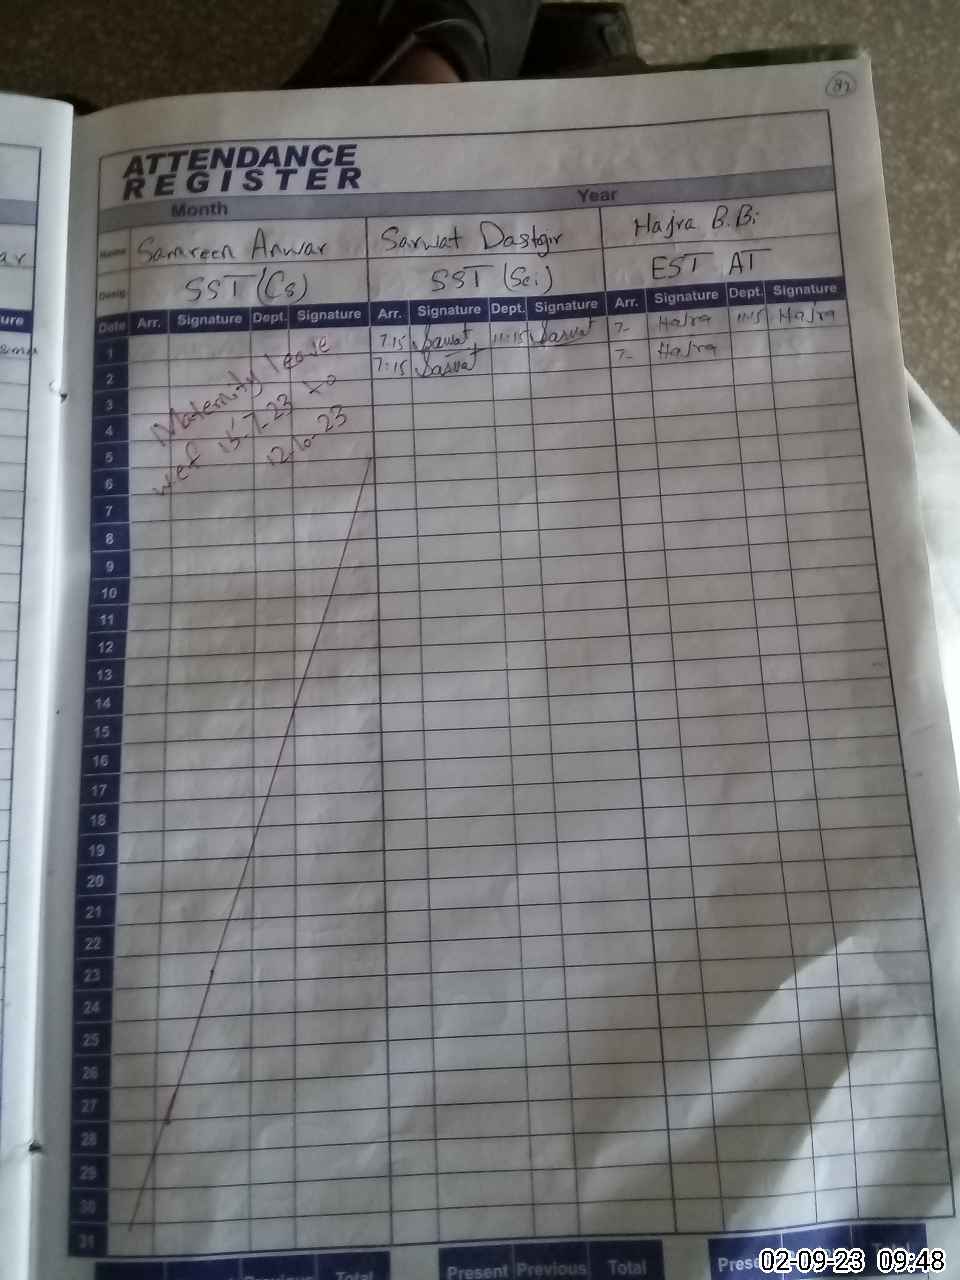 82
ATTENDANCE
REGISTER
Month Year
Name Samreen Anwar Sarwat Dastgir Hajra B.Bi
Desig. SST (Cs) SST (Sci) EST AT
Date Arr. Signature Dept. Signature Arr. Signature Dept. Signature Arr. Signature Dept. Signature
1 7:15 Sarwat 11:15 Sarwat 7- Hajra 11:15 Hajra
2 7:15 Sarwat 7- Hajra
Maternity leave
wef 15-7-23 to
12-10-23
3
4
5
6
7
8
9
10
11
12
13
14
15
16
17
18
19
20
21
22
23
24
25
26
27
28
29
30
31
Previous Total Present Previous Total
02-09-23 09:48